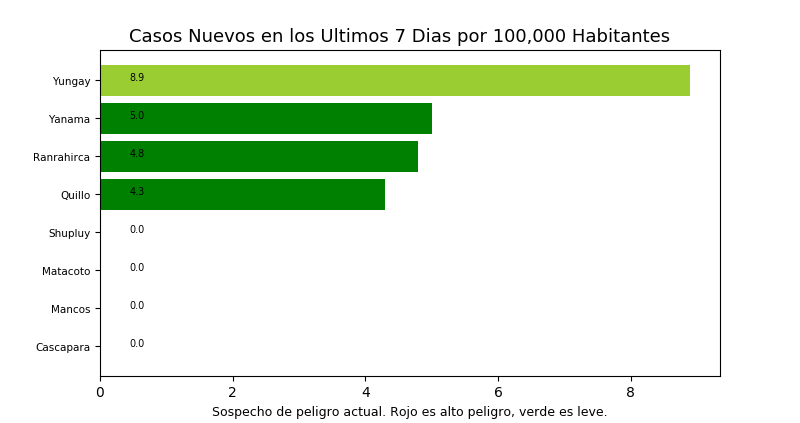 Casos Nuevos en los Ultimos 7 Dias por 100,000 Habitantes
Yungay 8.9
Yanama 5.0
Ranrahirca 4.8
Quillo 4.3
Shupluy 0.0
Matacoto 0.0
Mancos 0.0
Cascapara 0.0
0 2 4 6 8
Sospecho de peligro actual. Rojo es alto peligro, verde es leve.